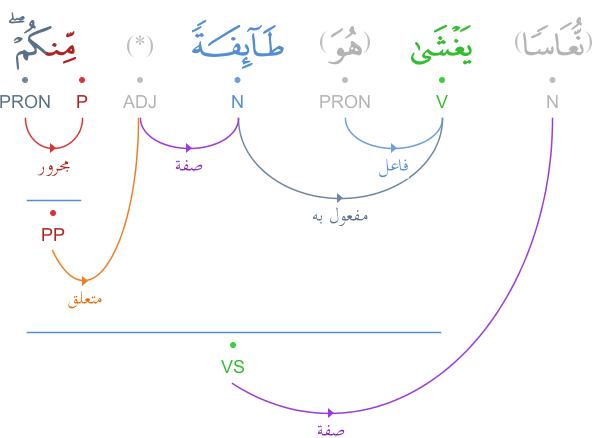 (نُّعَاسًا) يَغْشَىٰ (هُوَ) طَآئِفَةً (*) مِّنكُمْ ۖ
N V PRON N ADJ P PRON
فاعل
صفة
مجرور
مفعول به
PP
متعلق
VS
صفة